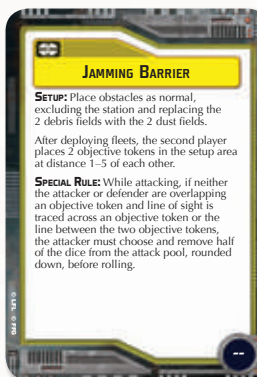 JAMMING BARRIER
SETUP: Place obstacles as normal,
excluding the station and replacing the
2 debris fields with the 2 dust fields.
After deploying fleets, the second player
places 2 objective tokens in the setup area
at distance 1–5 of each other.
SPECIAL RULE: While attacking, if neither
the attacker or defender are overlapping
an objective token and line of sight is
traced across an objective token or the
line between the two objective tokens,
the attacker must choose and remove half
of the dice from the attack pool, rounded
down, before rolling.
© LFL © FFG
--